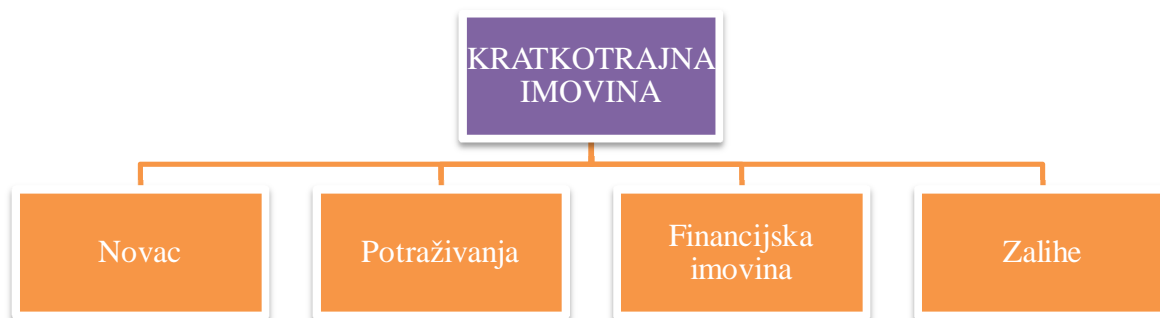 KRATKOTRAJNA
IMOVINA
Novac
Potraživanja
Financijska
imovina
Zalihe